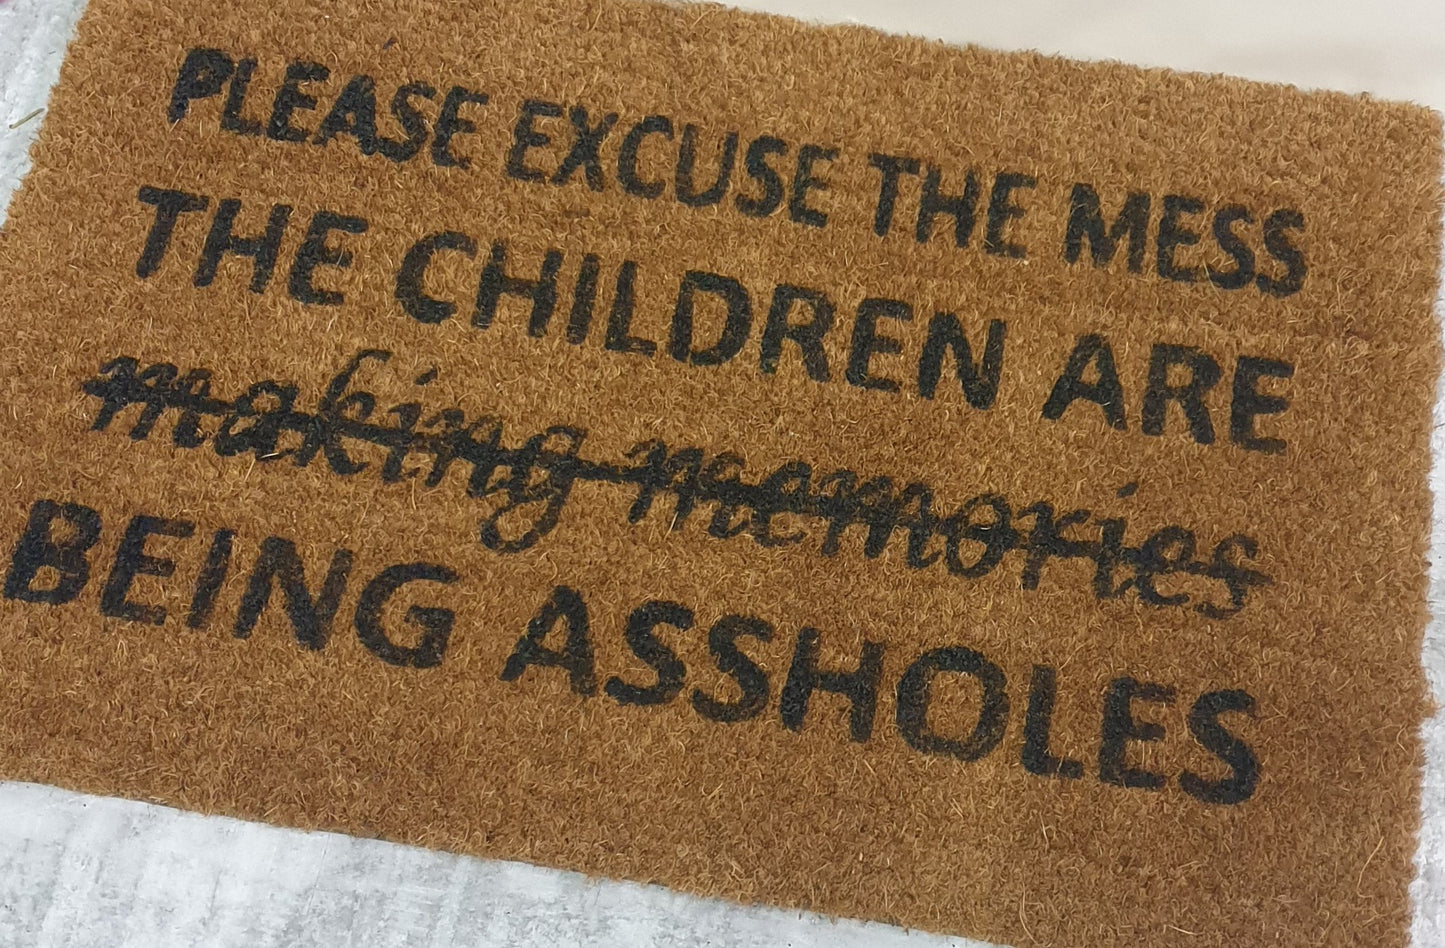 PLEASE EXCUSE THE MESS
THE CHILDREN ARE
making memories
BEING ASSHOLES